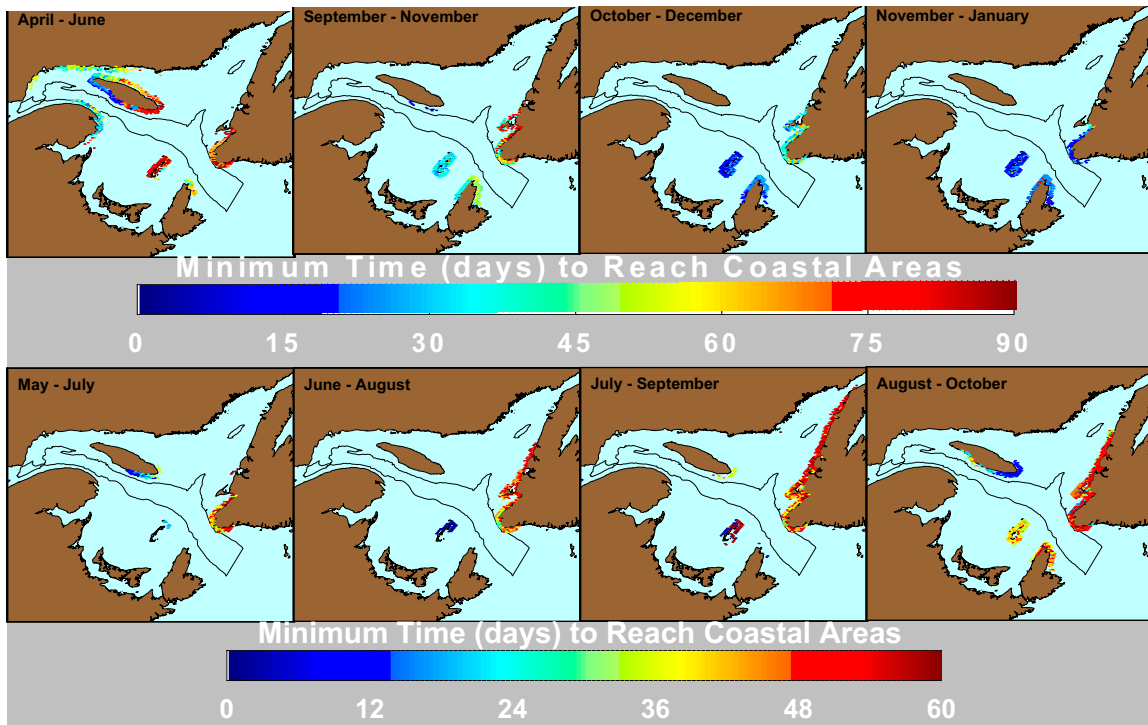 April - June
September - November
October - December
November - January
Minimum Time (days) to Reach Coastal Areas
0 15 30 45 60 75 90
May - July
June - August
July - September
August - October
Minimum Time (days) to Reach Coastal Areas
0 12 24 36 48 60